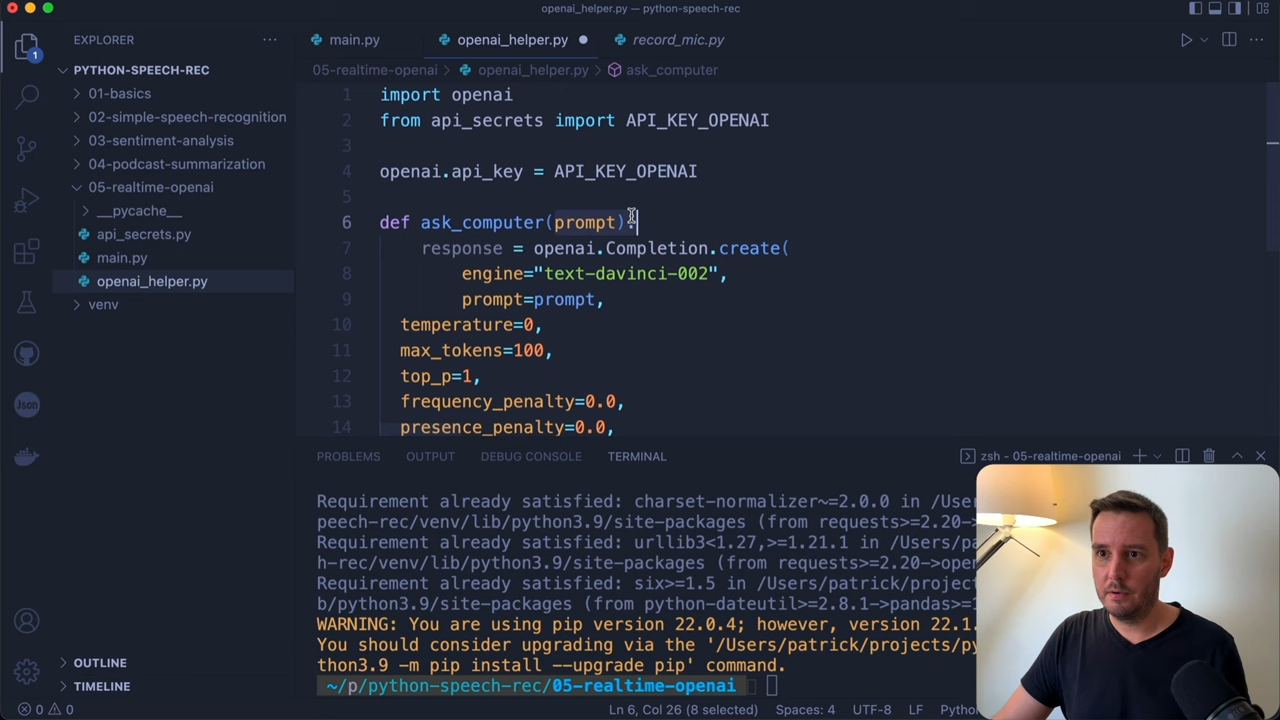 openai_helper.py — python-speech-rec
EXPLORER
main.py
openai_helper.py
record_mic.py
1
PYTHON-SPEECH-REC
05-realtime-openai
openai_helper.py
ask_computer
01-basics
02-simple-speech-recognition
03-sentiment-analysis
04-podcast-summarization
05-realtime-openai
__pycache__
api_secrets.py
main.py
openai_helper.py
venv
1 import openai
2 from api_secrets import API_KEY_OPENAI
3
4 openai.api_key = API_KEY_OPENAI
5
6 def ask_computer(prompt):
7 response = openai.Completion.create(
8 engine="text-davinci-002",
9 prompt=prompt,
10 temperature=0,
11 max_tokens=100,
12 top_p=1,
13 frequency_penalty=0.0,
14 presence_penalty=0.0,
Json
PROBLEMS
OUTPUT
DEBUG CONSOLE
TERMINAL
zsh - 05-realtime-openai
Requirement already satisfied: charset-normalizer~=2.0.0 in /Use
peech-rec/venv/lib/python3.9/site-packages (from requests>=2.20->
Requirement already satisfied: urllib3<1.27,>=1.21.1 in /Users/pa
h-rec/venv/lib/python3.9/site-packages (from requests>=2.20->ope
Requirement already satisfied: six>=1.5 in /Users/patrick/project
b/python3.9/site-packages (from python-dateutil>=2.8.1->pandas>=1
WARNING: You are using pip version 22.0.4; however, version 22.1.
You should consider upgrading via the '/Users/patrick/projects/py
thon3.9 -m pip install --upgrade pip' command.
~/p/python-speech-rec/05-realtime-openai
OUTLINE
TIMELINE
0 0
Ln 6, Col 26 (8 selected)
Spaces: 4
UTF-8
LF
Python